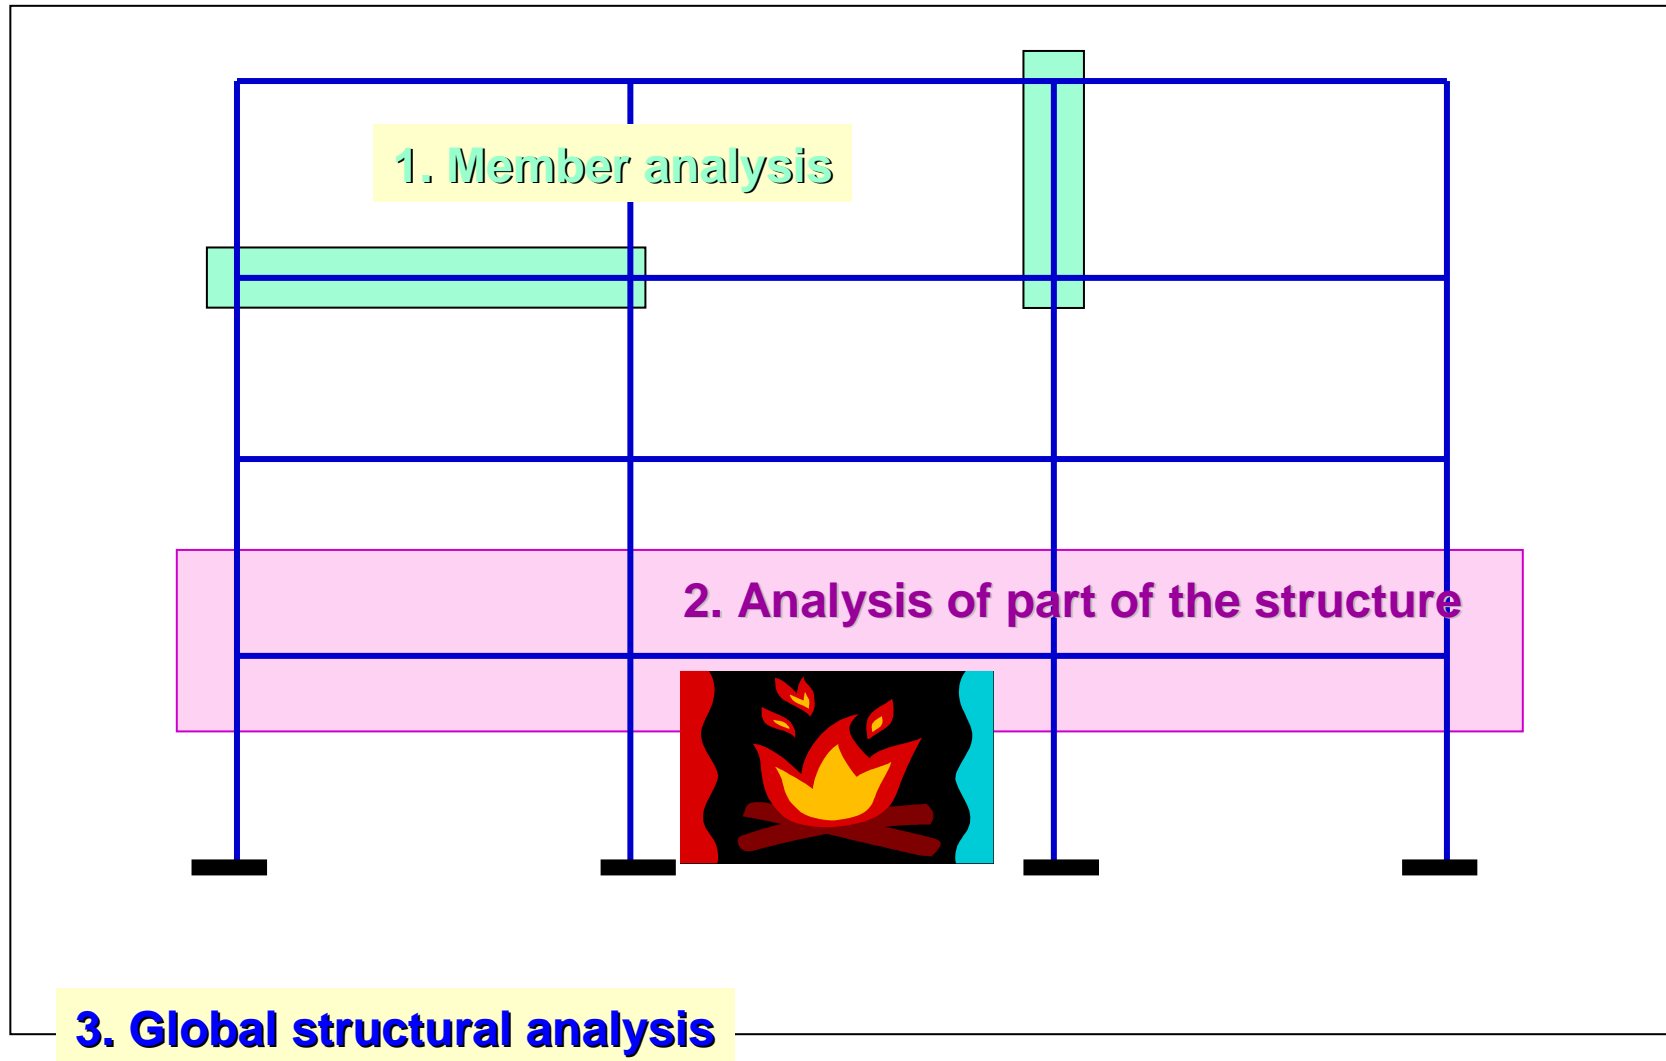 1. Member analysis
2. Analysis of part of the structure
3. Global structural analysis